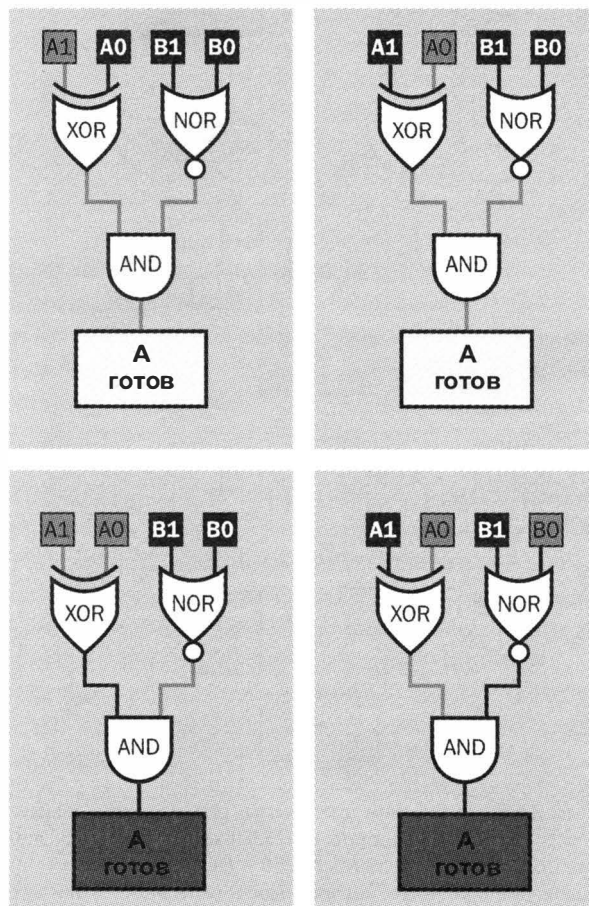 A1 A0 B1 B0
XOR NOR
AND
А
готов
A1 A0 B1 B0
XOR NOR
AND
А
готов
A1 A0 B1 B0
XOR NOR
AND
А
готов
A1 A0 B1 B0
XOR NOR
AND
А
готов